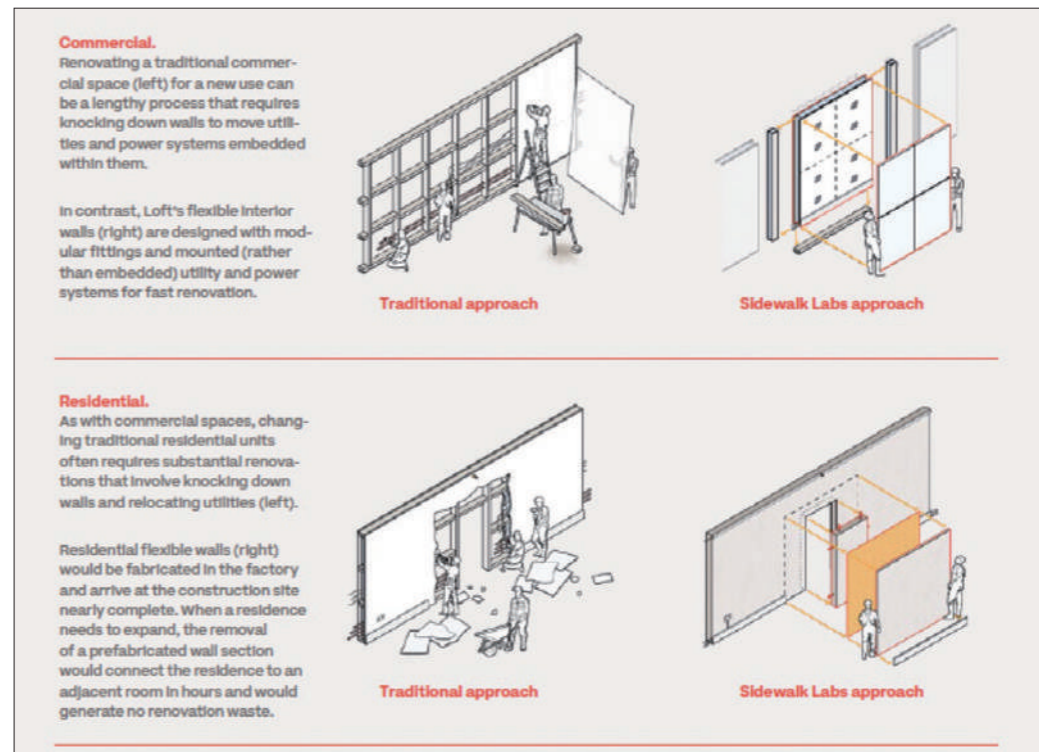 Commercial.
Renovating a traditional commer-
cial space (left) for a new use can
be a lengthy process that requires
knocking down walls to move utili-
ties and power systems embedded
within them.
In contrast, Loft's flexible interior
walls (right) are designed with mod-
ular fittings and mounted (rather
than embedded) utility and power
systems for fast renovation.
Traditional approach
Sidewalk Labs approach
Residential.
As with commercial spaces, chang-
ing traditional residential units
often requires substantial renova-
tions that involve knocking down
walls and relocating utilities (left).
Residential flexible walls (right)
would be fabricated in the factory
and arrive at the construction site
nearly complete. When a residence
needs to expand, the removal
of a prefabricated wall section
would connect the residence to an
adjacent room in hours and would
generate no renovation waste.
Traditional approach
Sidewalk Labs approach